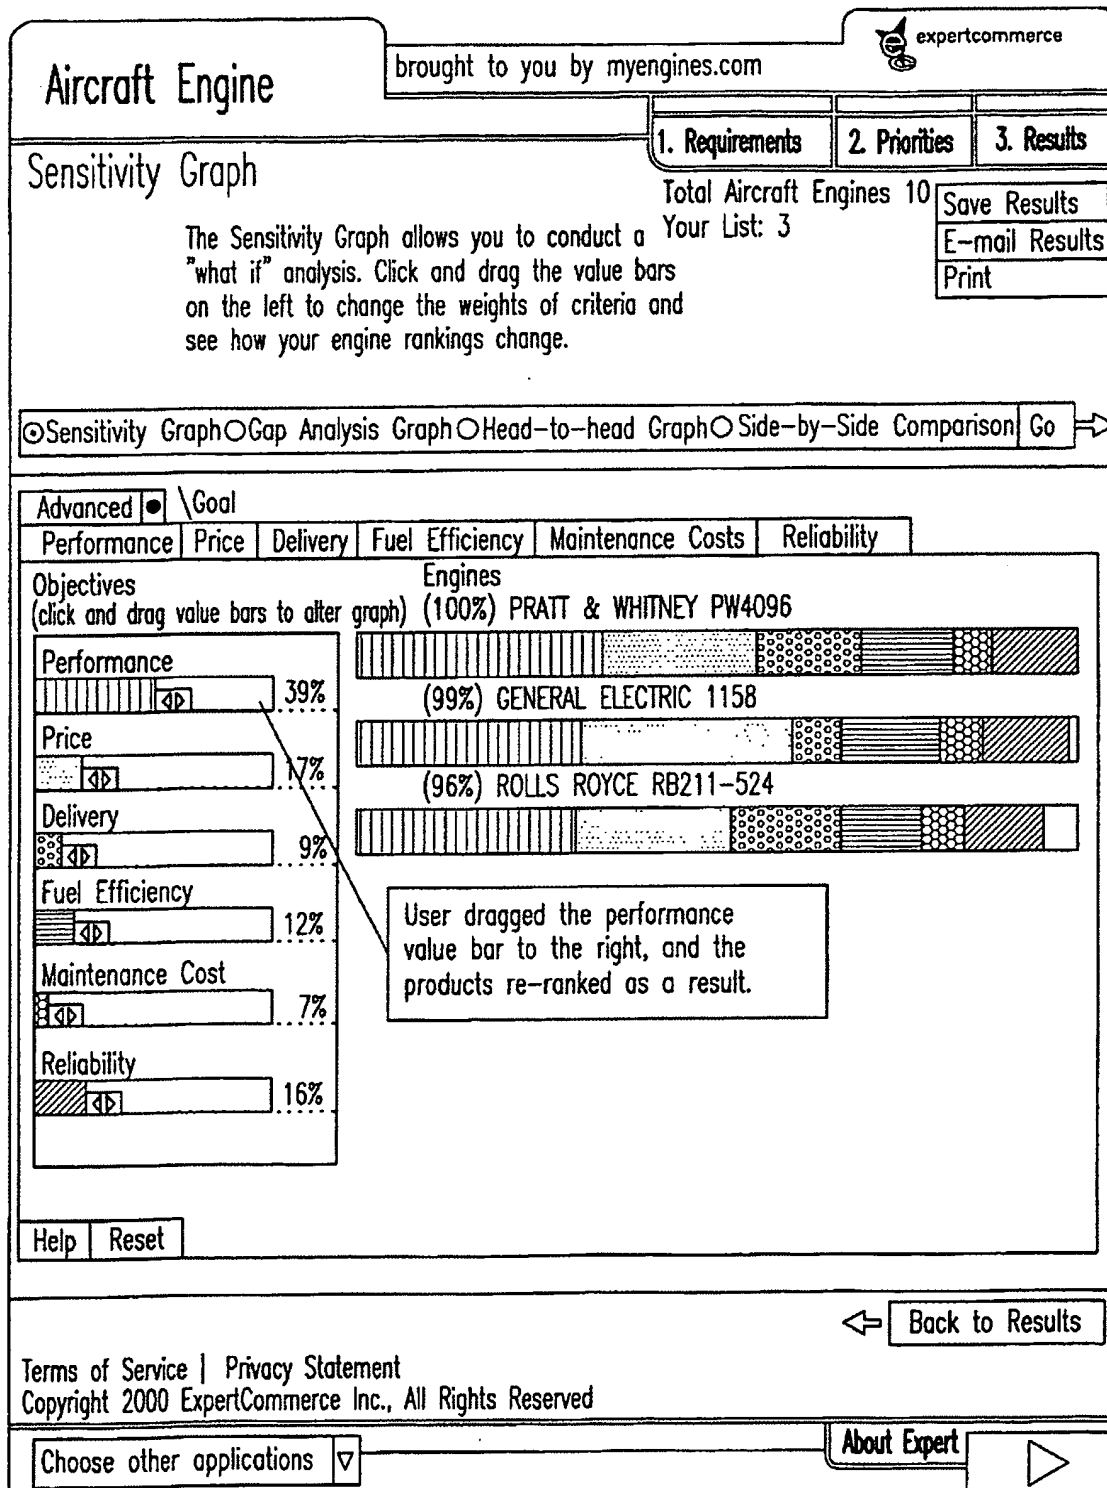 expertcommerce
Aircraft Engine
brought to you by myengines.com
1. Requirements
2. Priorities
3. Results
Sensitivity Graph
Total Aircraft Engines 10
Your List: 3
Save Results
E-mail Results
Print
The Sensitivity Graph allows you to conduct a
"what if" analysis. Click and drag the value bars
on the left to change the weights of criteria and
see how your engine rankings change.
Sensitivity Graph Gap Analysis Graph Head-to-head Graph Side-by-Side Comparison Go
Advanced \Goal
Performance Price Delivery Fuel Efficiency Maintenance Costs Reliability
Objectives
(click and drag value bars to alter graph)
Engines
(100%) PRATT & WHITNEY PW4096
(99%) GENERAL ELECTRIC 1158
(96%) ROLLS ROYCE RB211-524
Performance
39%
Price
17%
Delivery
9%
Fuel Efficiency
12%
Maintenance Cost
7%
Reliability
16%
User dragged the performance
value bar to the right, and the
products re-ranked as a result.
Help Reset
Back to Results
Terms of Service | Privacy Statement
Copyright 2000 ExpertCommerce Inc., All Rights Reserved
Choose other applications
About Expert